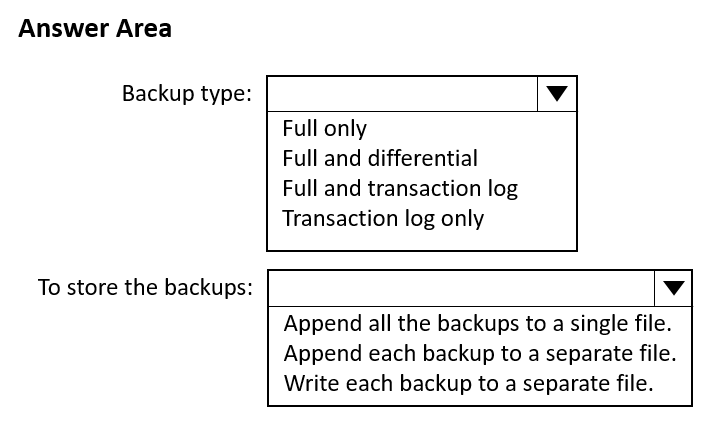 Answer Area
Backup type:
Full only
Full and differential
Full and transaction log
Transaction log only
To store the backups:
Append all the backups to a single file.
Append each backup to a separate file.
Write each backup to a separate file.